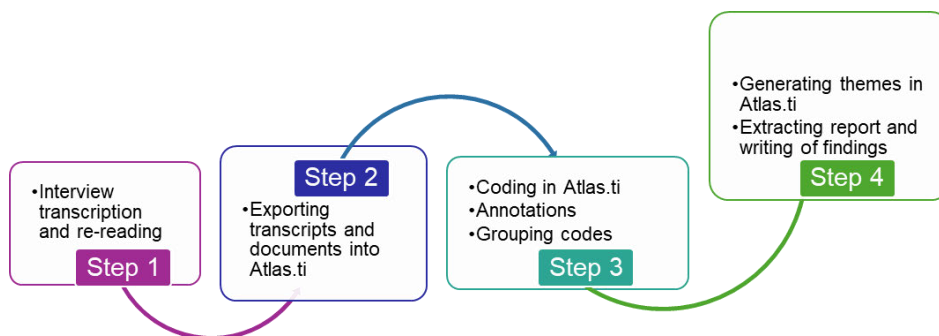 •Interview
transcription
and re-reading
Step 1
Step 2
•Exporting
transcripts and
documents into
Atlas.ti
•Coding in Atlas.ti
•Annotations
•Grouping codes
Step 3
•Generating themes in
Atlas.ti
•Extracting report and
writing of findings
Step 4